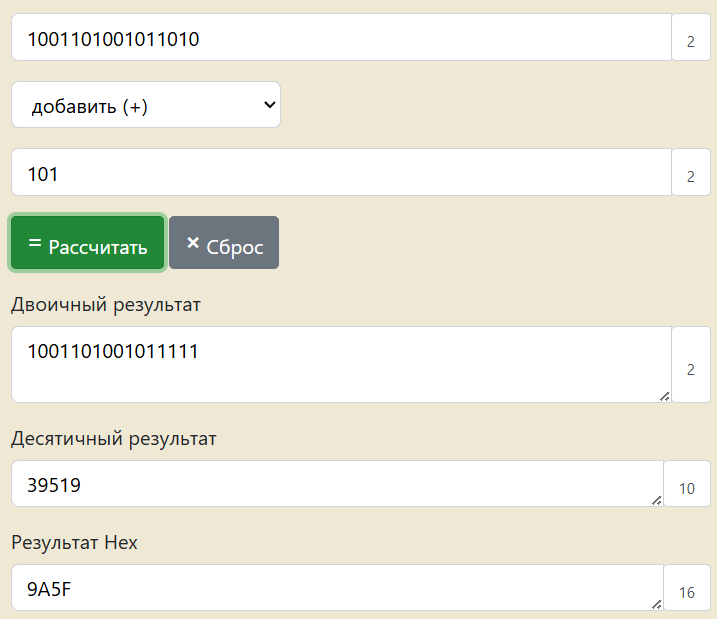 1001101001011010 2
добавить (+)
101 2
= Рассчитать × Сброс
Двоичный результат
1001101001011111 2
Десятичный результат
39519 10
Результат Hex
9A5F 16